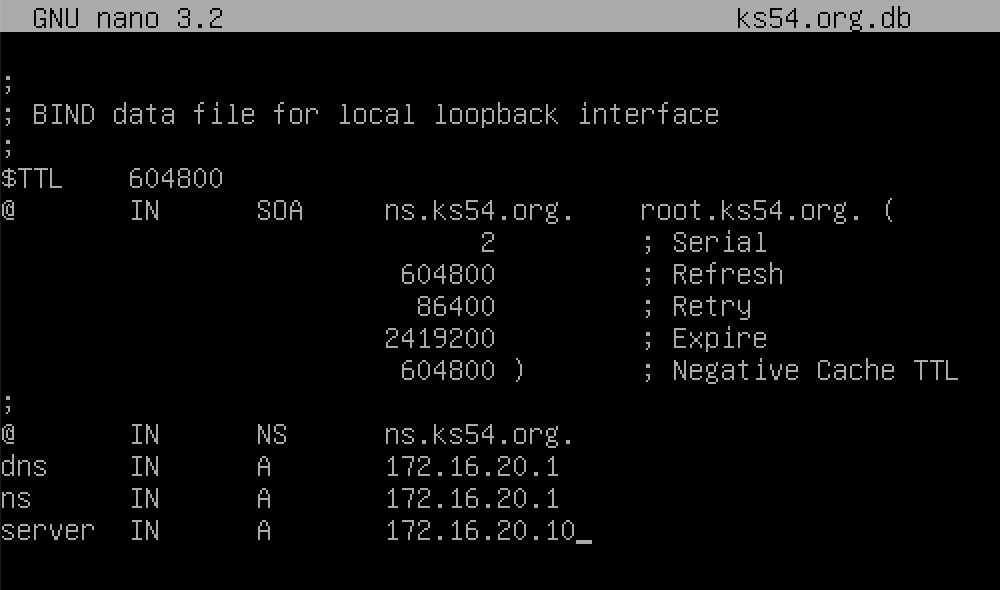 GNU nano 3.2 ks54.org.db
;
; BIND data file for local loopback interface
;
$TTL 604800
@ IN SOA ns.ks54.org. root.ks54.org. (
2 ; Serial
604800 ; Refresh
86400 ; Retry
2419200 ; Expire
604800 ) ; Negative Cache TTL
;
@ IN NS ns.ks54.org.
dns IN A 172.16.20.1
ns IN A 172.16.20.1
server IN A 172.16.20.10_